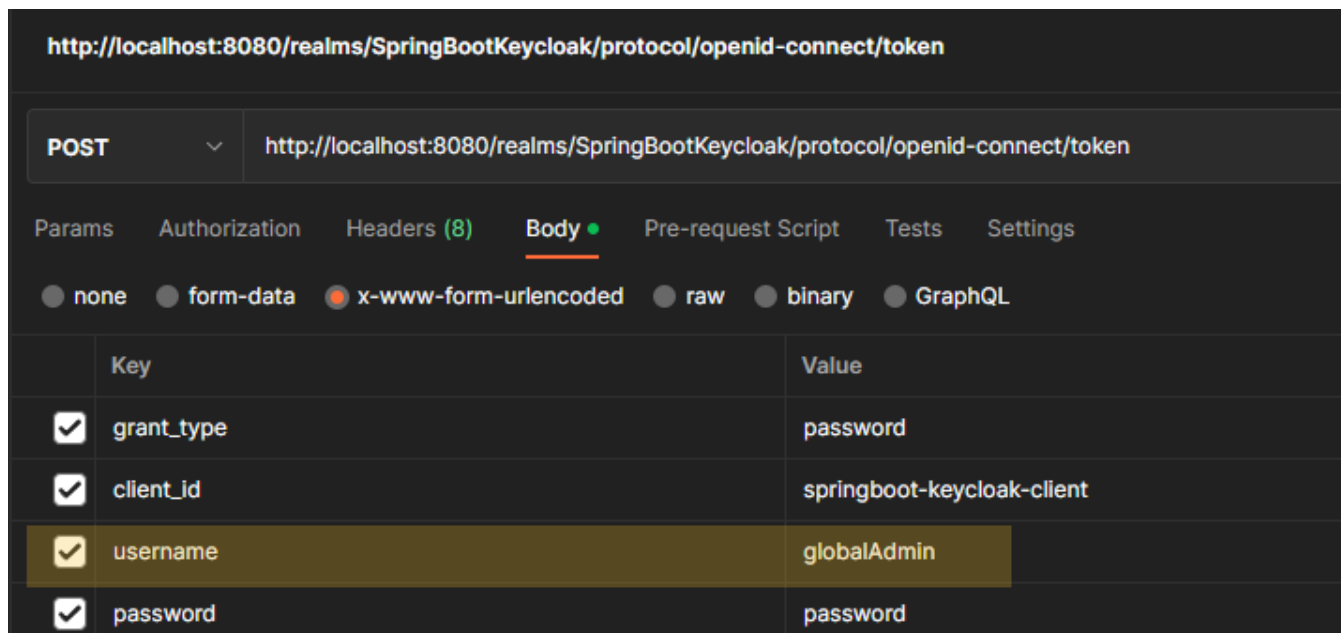 http://localhost:8080/realms/SpringBootKeycloak/protocol/openid-connect/token
POST http://localhost:8080/realms/SpringBootKeycloak/protocol/openid-connect/token
Params Authorization Headers (8) Body Pre-request Script Tests Settings
none form-data x-www-form-urlencoded raw binary GraphQL
Key Value
grant_type password
client_id springboot-keycloak-client
username globalAdmin
password password